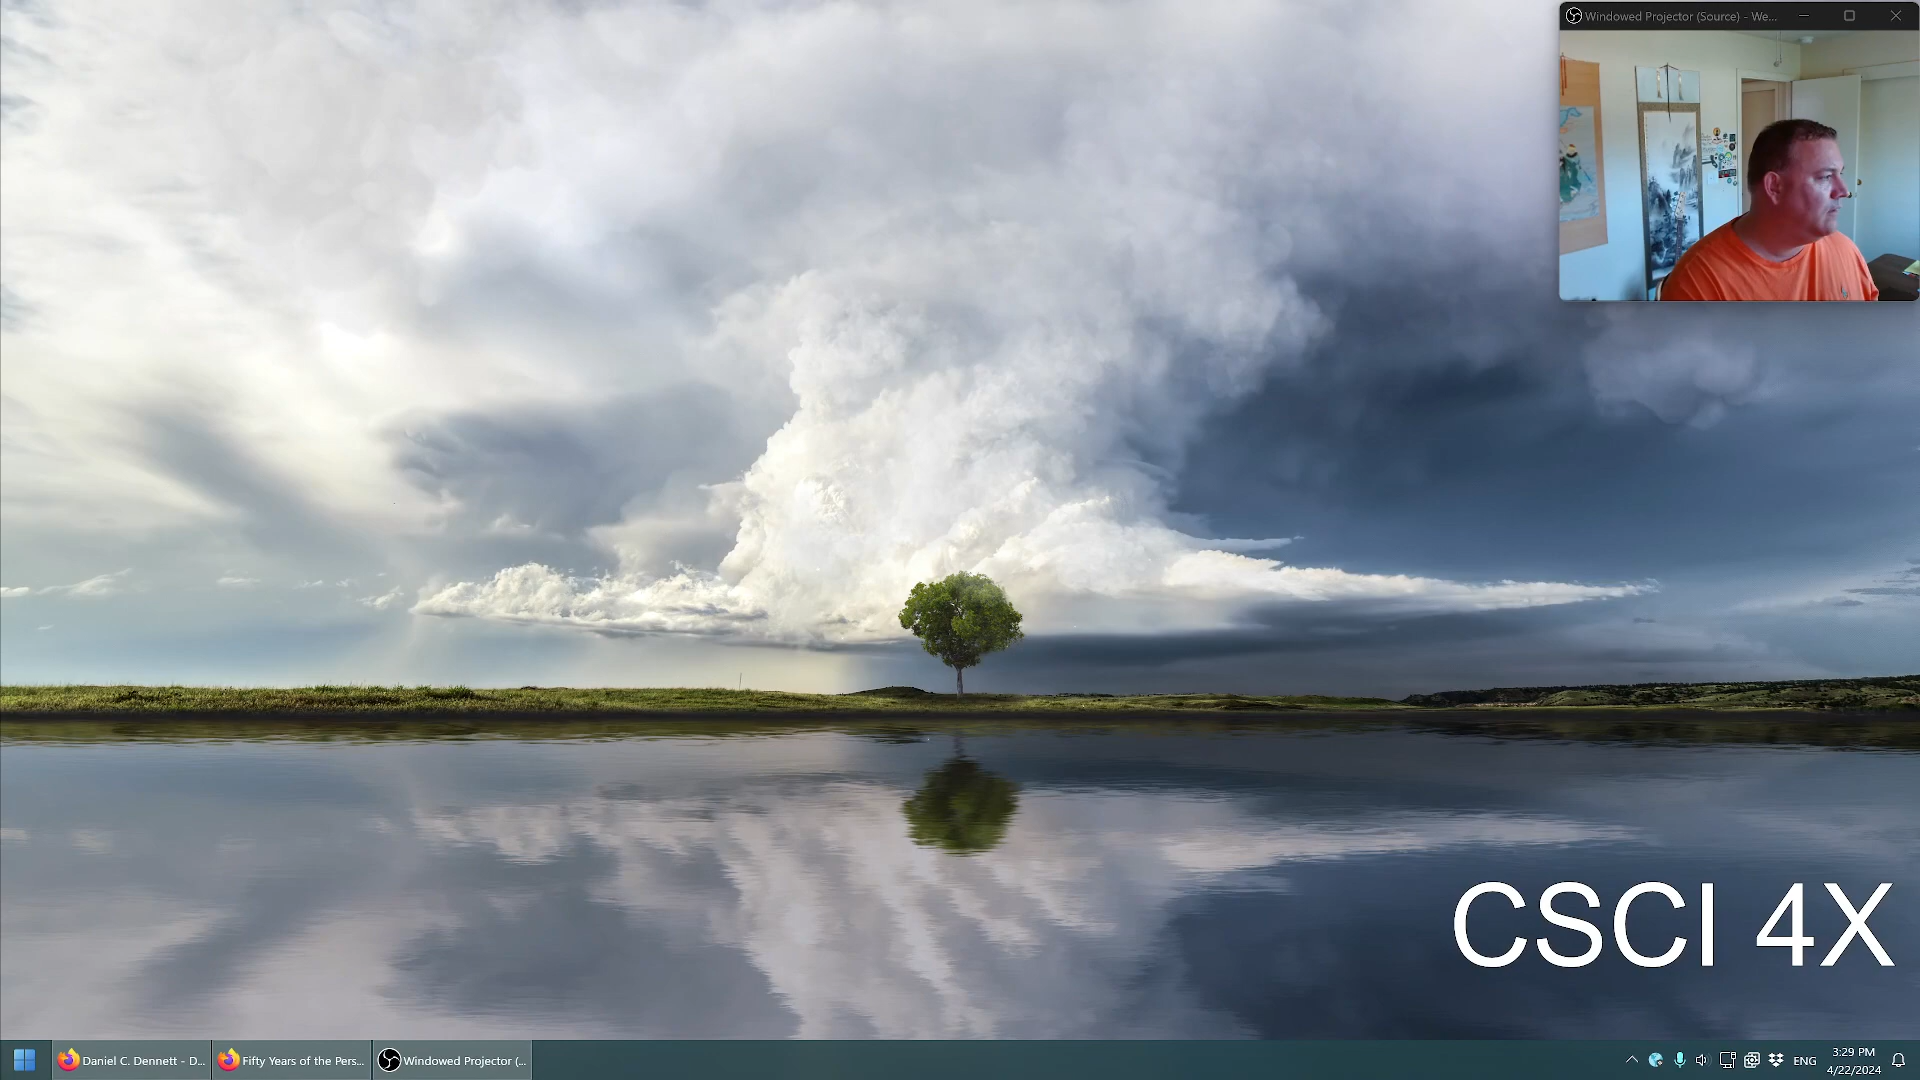 Windowed Projector (Source) - We...
CSCI 4X
Daniel C. Dennett - D...
Fifty Years of the Pers...
Windowed Projector (...
ENG
3:29 PM
4/22/2024